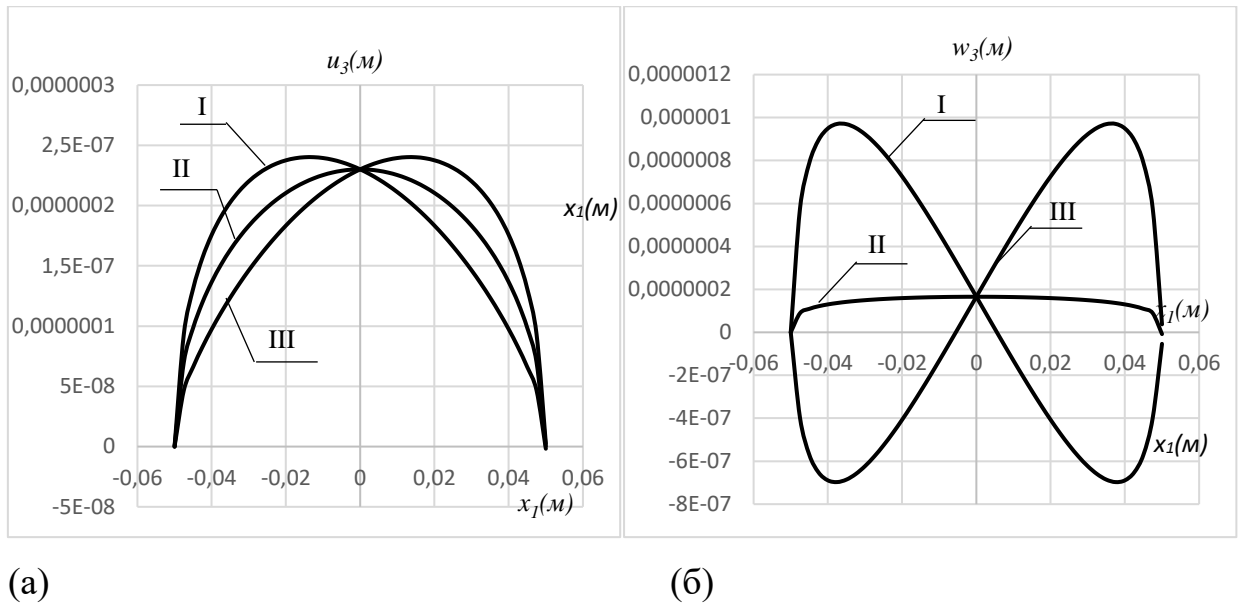 u3(м)
0,0000003
I
2,5E-07
II
0,0000002
x1(м)
1,5E-07
0,0000001
III
5E-08
0
-0,06 -0,04 -0,02 0 0,02 0,04 0,06
-5E-08
x1(м)
w3(м)
0,0000012
I
0,000001
0,0000008
0,0000006
III
0,0000004
II
0,0000002
x1(м)
0
-0,06 -0,04 -0,02 0 0,02 0,04 0,06
-2E-07
-4E-07
x1(м)
-6E-07
-8E-07
(а) (б)